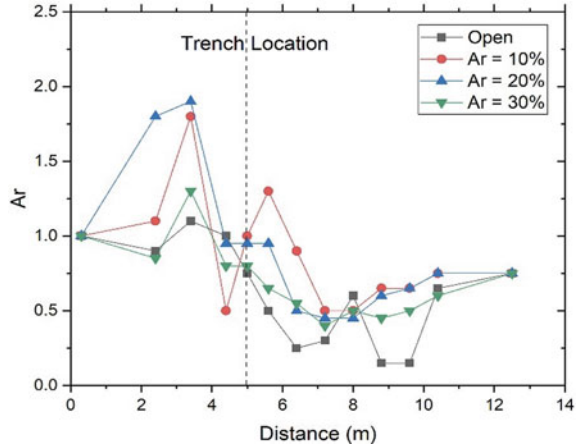 2.5
2.0
1.5
1.0
0.5
0.0
Ar
Trench Location
Open
Ar = 10%
Ar = 20%
Ar = 30%
0 2 4 6 8 10 12 14
Distance (m)